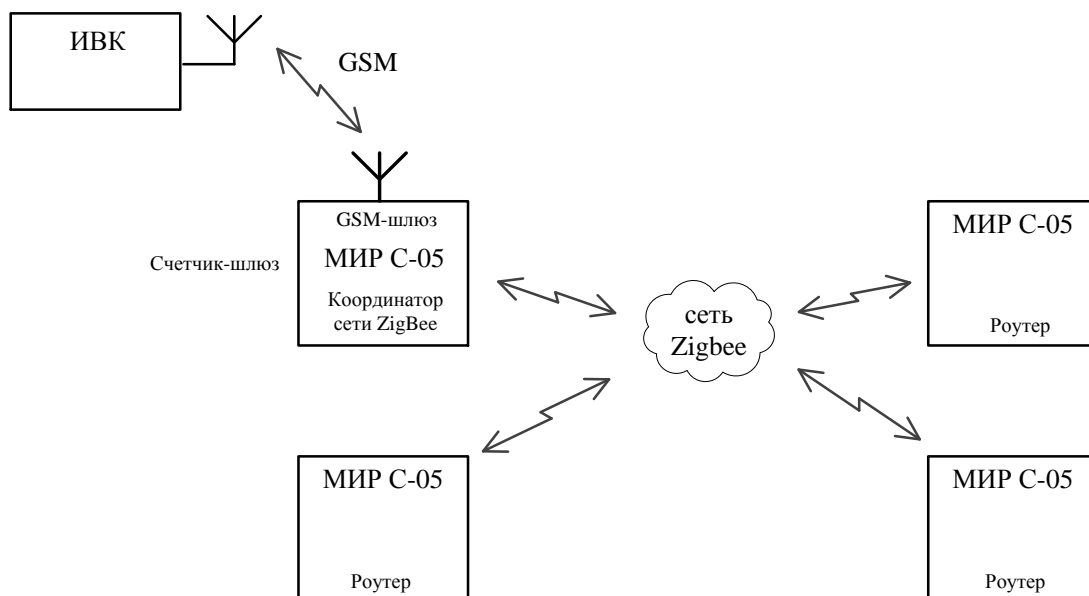 ИВК
GSM
GSM-шлюз
МИР С-05
Координатор
сети ZigBee
Счетчик-шлюз
сеть
Zigbee
МИР С-05
Роутер
МИР С-05
Роутер
МИР С-05
Роутер